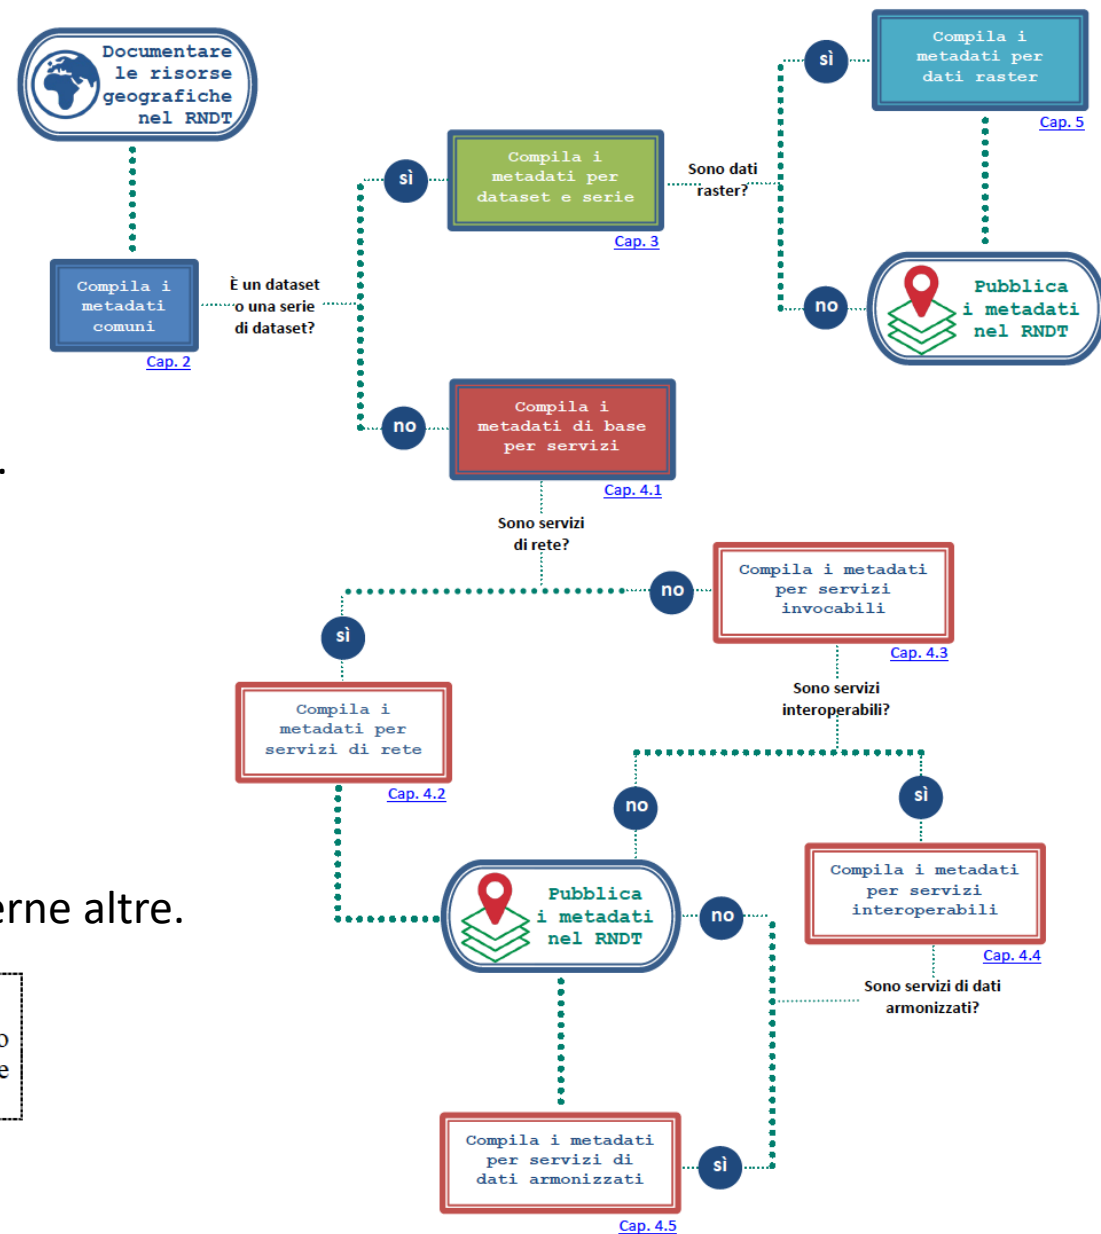 Documentare
le risorse
geografiche
nel RNDT
sì
Compila i
metadati per
dati raster
Cap. 5
sì
Compila i
metadati per
dataset e serie
Cap. 3
Sono dati
raster?
Compila i
metadati
comuni
Cap. 2
È un dataset
o una serie
di dataset?
no
Pubblica
i metadati
nel RNDT
no
Compila i
metadati di base
per servizi
Cap. 4.1
.
Sono servizi
di rete?
no
Compila i metadati
per servizi
invocabili
Cap. 4.3
sì
Compila i
metadati per
servizi di rete
Cap. 4.2
Sono servizi
interoperabili?
no
sì
Compila i metadati
per servizi
interoperabili
Cap. 4.4
erne altre.
Pubblica
i metadati
nel RNDT
no
Sono servizi di dati
armonizzati?
o
e
Compila i metadati
per servizi di
dati armonizzati
Cap. 4.5
sì